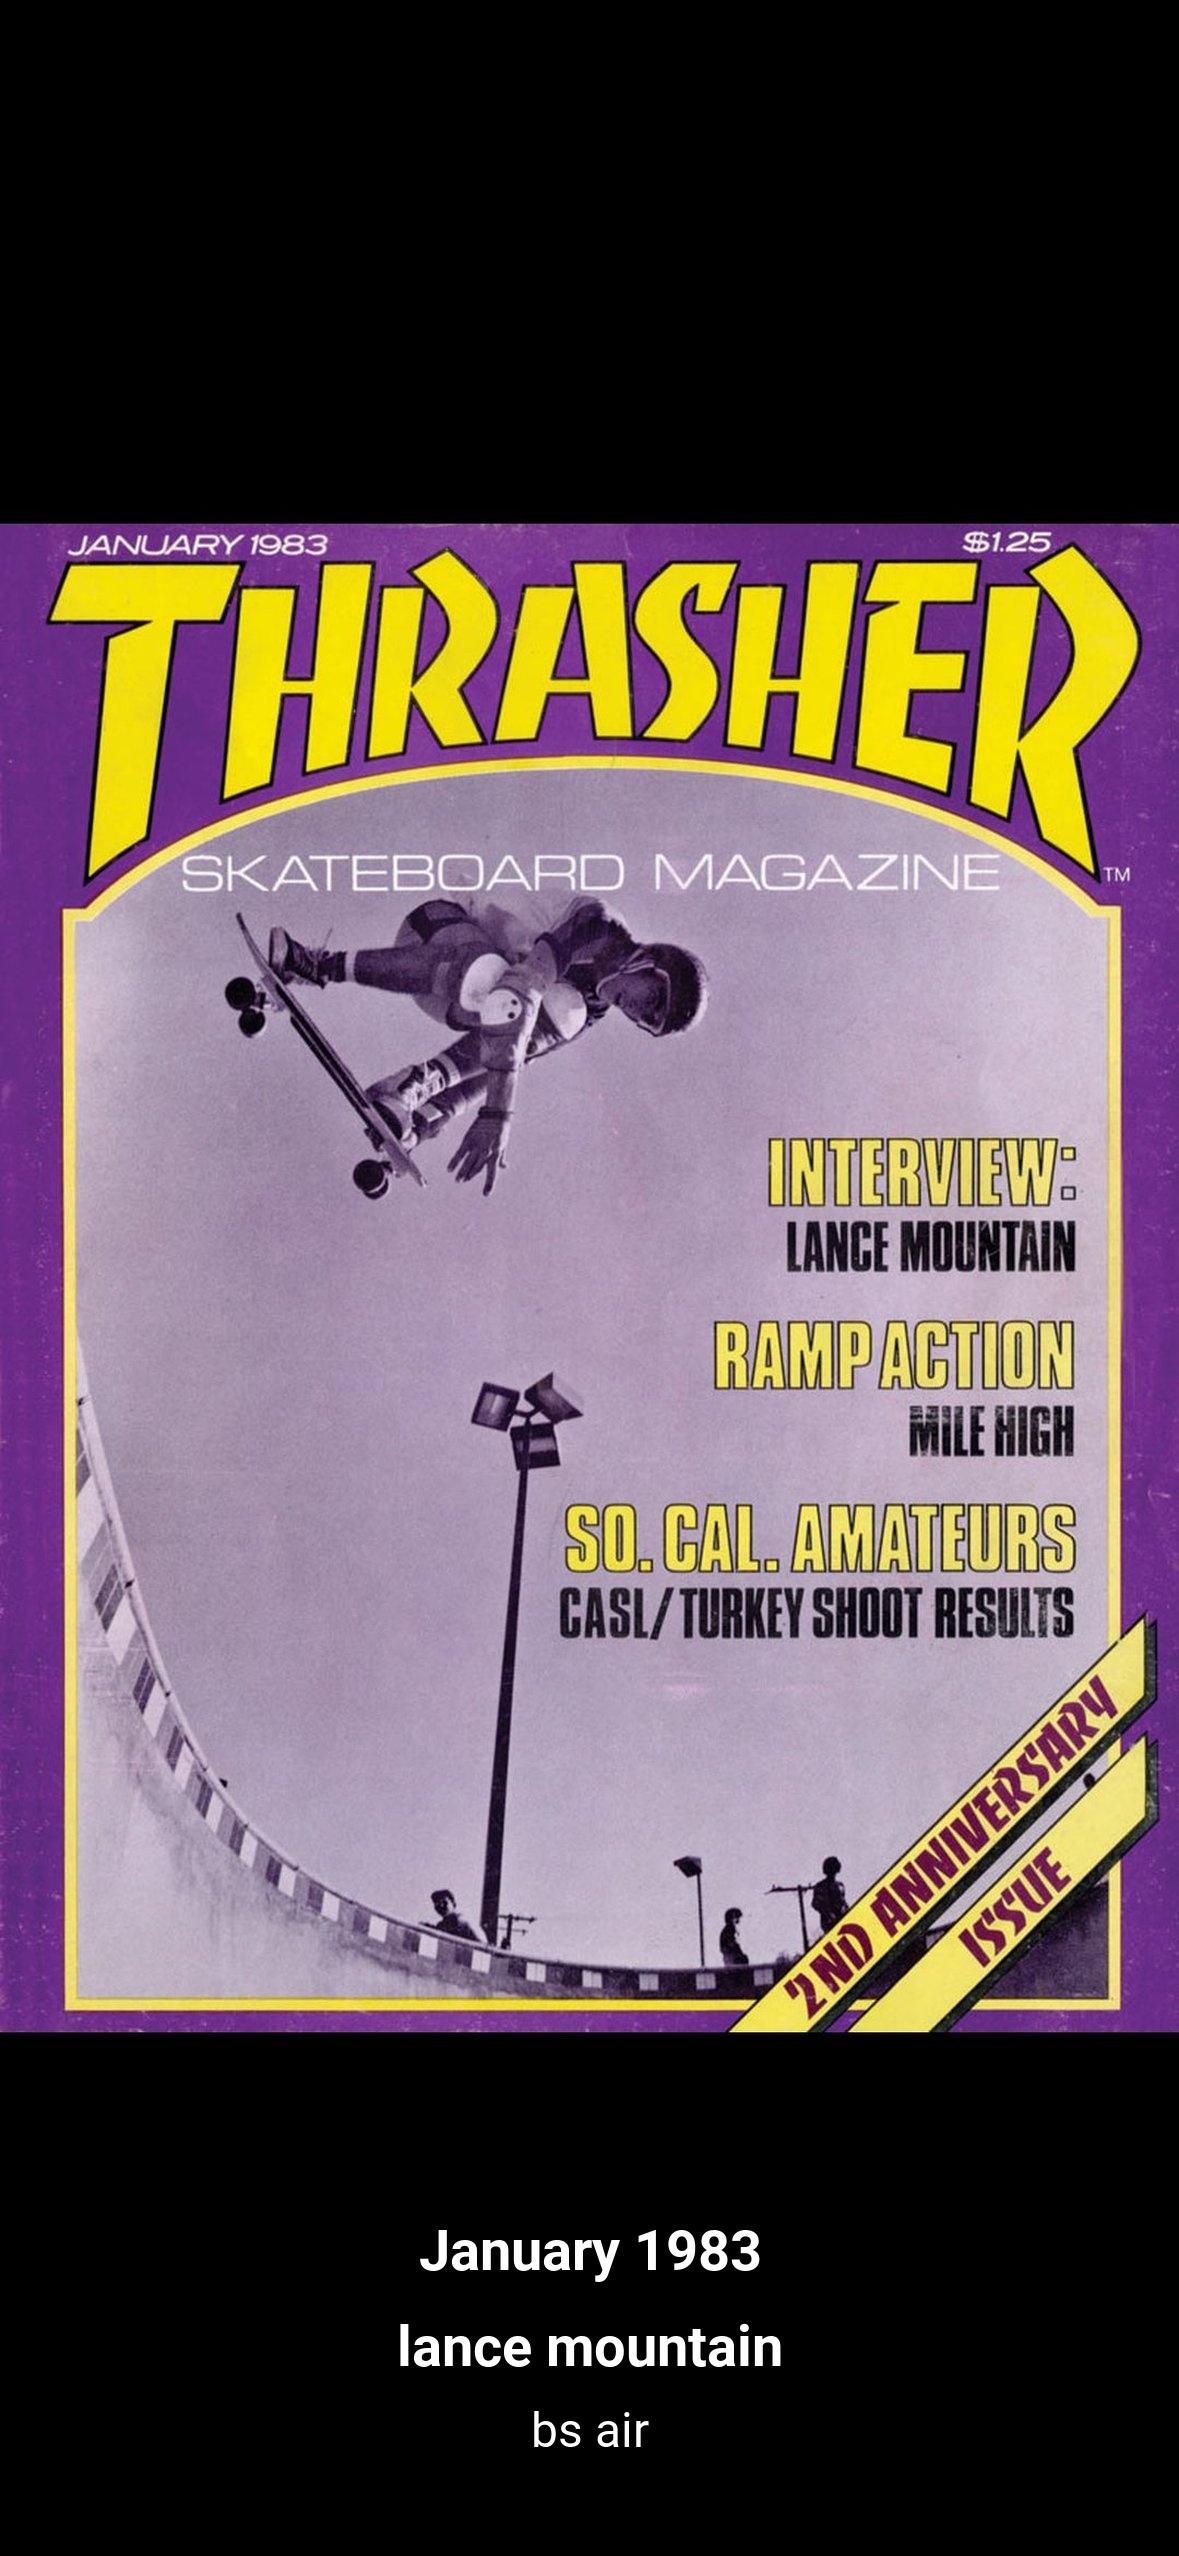 JANUARY 1983
$1.25
THRASHER
TM
SKATEBOARD MAGAZINE
INTERVIEW:
LANCE MOUNTAIN
RAMP ACTION
MILE HIGH
SO. CAL. AMATEURS
CASL/TURKEY SHOOT RESULTS
2ND ANNIVERSARY
ISSUE
January 1983
lance mountain
bs air